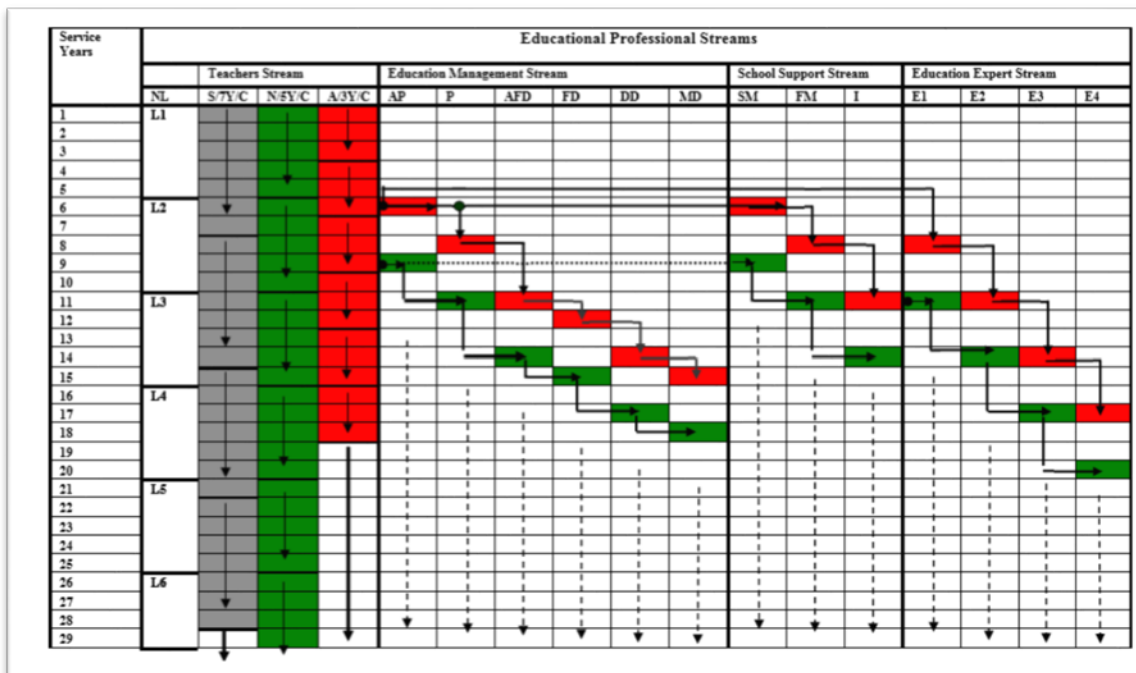 Service Years
Educational Professional Streams
Teachers Stream Education Management Stream School Support Stream Education Expert Stream
NL S/7Y/C N/5Y/C A/3Y/C AP P AFD FD DD MD SM FM I E1 E2 E3 E4
1 L1
2
3
4
5
6 L2
7
8
9
10
11 L3
12
13
14
15
16 L4
17
18
19
20
21 L5
22
23
24
25
26 L6
27
28
29